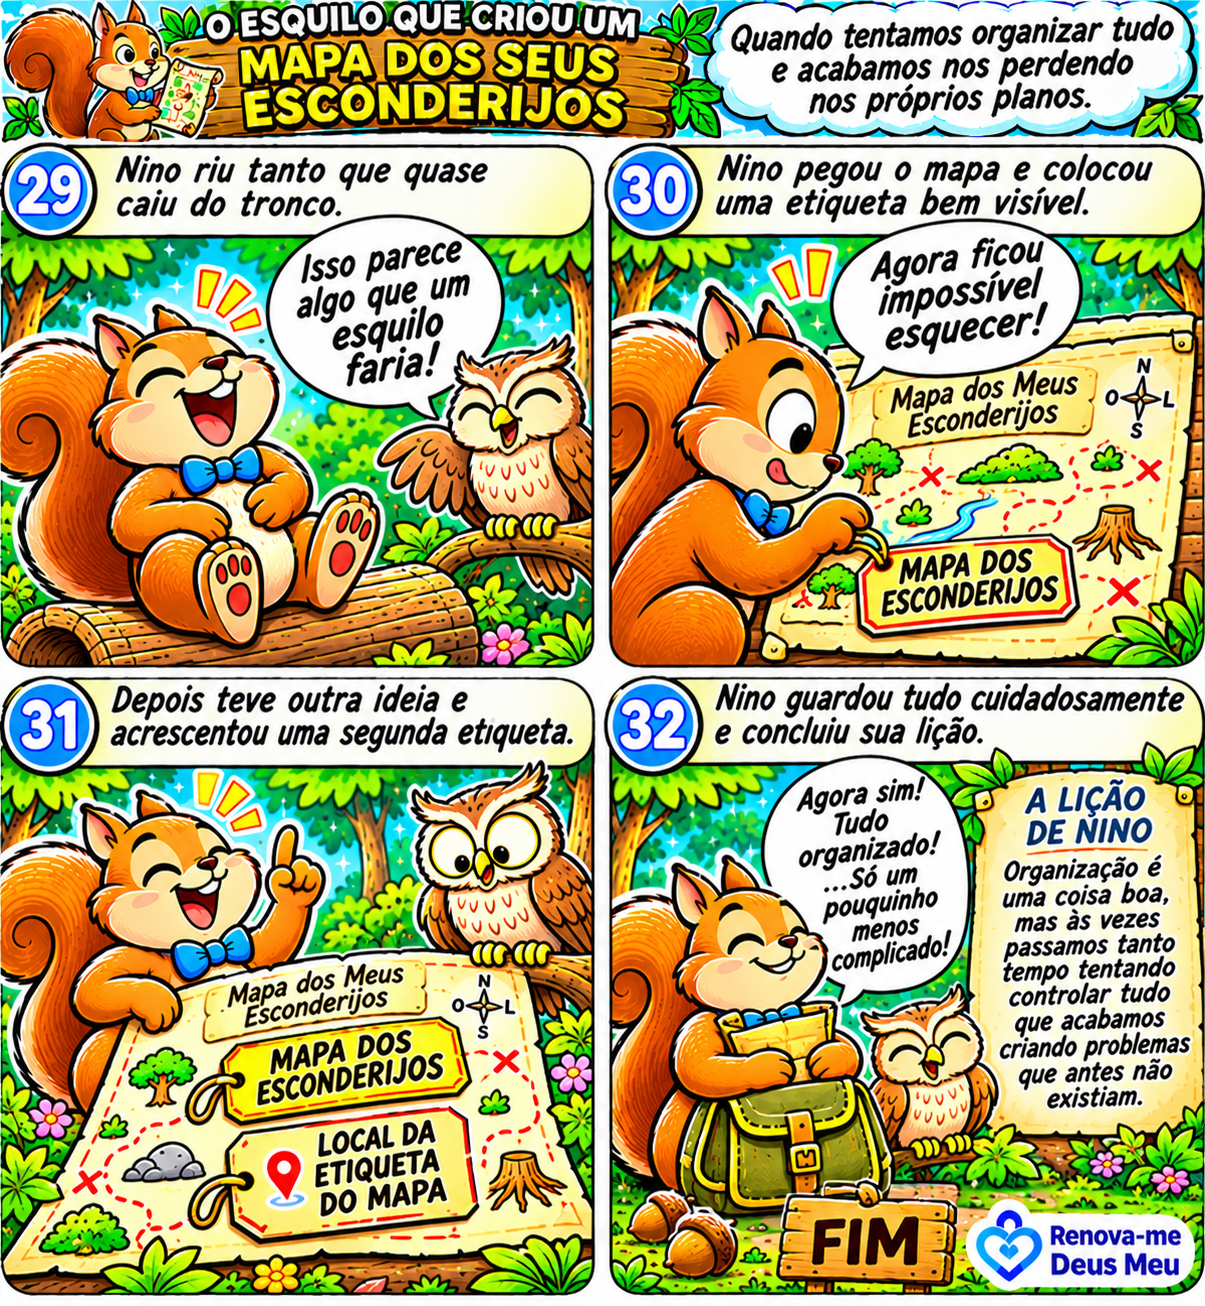 O ESQUILO QUE CRIOU UM
MAPA DOS SEUS
ESCONDERIJOS
Quando tentamos organizar tudo
e acabamos nos perdendo
nos próprios planos.
29
Nino riu tanto que quase
caiu do tronco.
Isso parece
algo que um
esquilo
faria!
30
Nino pegou o mapa e colocou
uma etiqueta bem visível.
Agora ficou
impossível
esquecer!
Mapa dos Meus
Esconderijos
N
O L
S
MAPA DOS
ESCONDERIJOS
31
Depois teve outra ideia e
acrescentou uma segunda etiqueta.
Mapa dos Meus
Esconderijos
N
O L
S
MAPA DOS
ESCONDERIJOS
LOCAL DA
ETIQUETA
DO MAPA
32
Nino guardou tudo cuidadosamente
e concluiu sua lição.
Agora sim!
Tudo
organizado!
...Só um
pouquinho
menos
complicado!
A LIÇÃO
DE NINO
Organização é
uma coisa boa,
mas às vezes
passamos tanto
tempo tentando
controlar tudo
que acabamos
criando problemas
que antes não
existiam.
FIM
Renova-me
Deus Meu